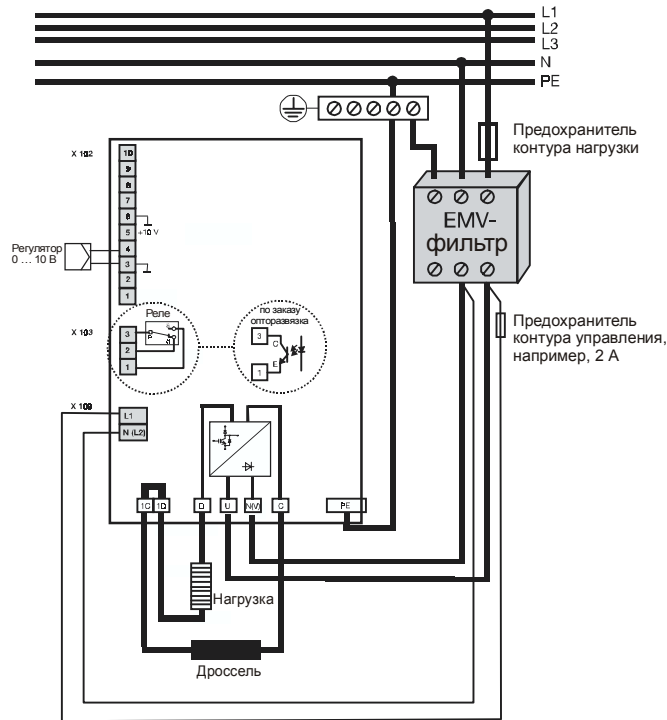 L1
L2
L3
N
PE
Предохранитель
контура нагрузки
EMV-
фильтр
Предохранитель
контура управления,
например, 2 А
X 102
10
9
8
7
6
5
+10 V
4
3
2
1
Регулятор
0 ... 10 В
X 103
3
2
1
Реле
по заказу
опторазвязка
3
C
E
1
X 109
L1
N (L2)
1C
1D
D
U
N(V)
C
PE
Нагрузка
Дроссель